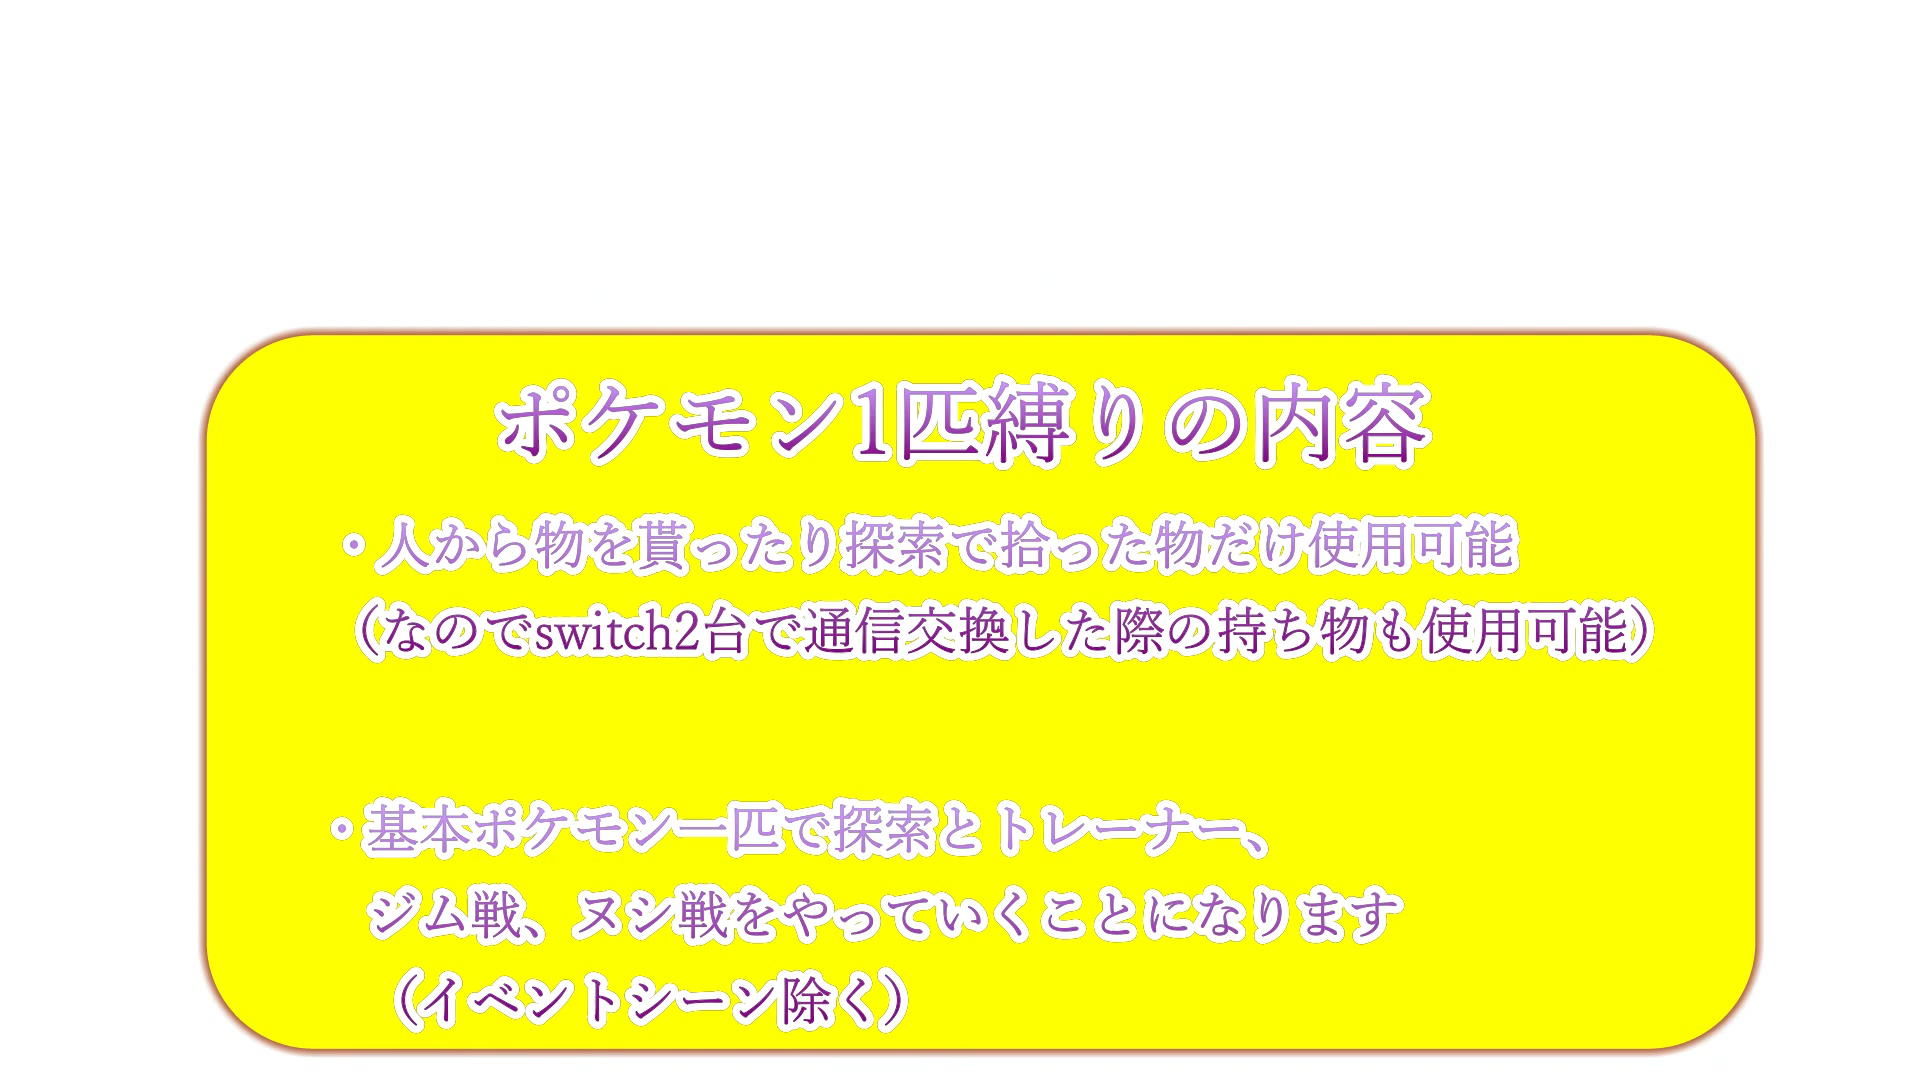 ポケモン1匹縛りの内容
・人から物を貰ったり探索で拾った物だけ使用可能
（なのでswitch2台で通信交換した際の持ち物も使用可能）
・基本ポケモン一匹で探索とトレーナー、
ジム戦、ヌシ戦をやっていくことになります
（イベントシーン除く）